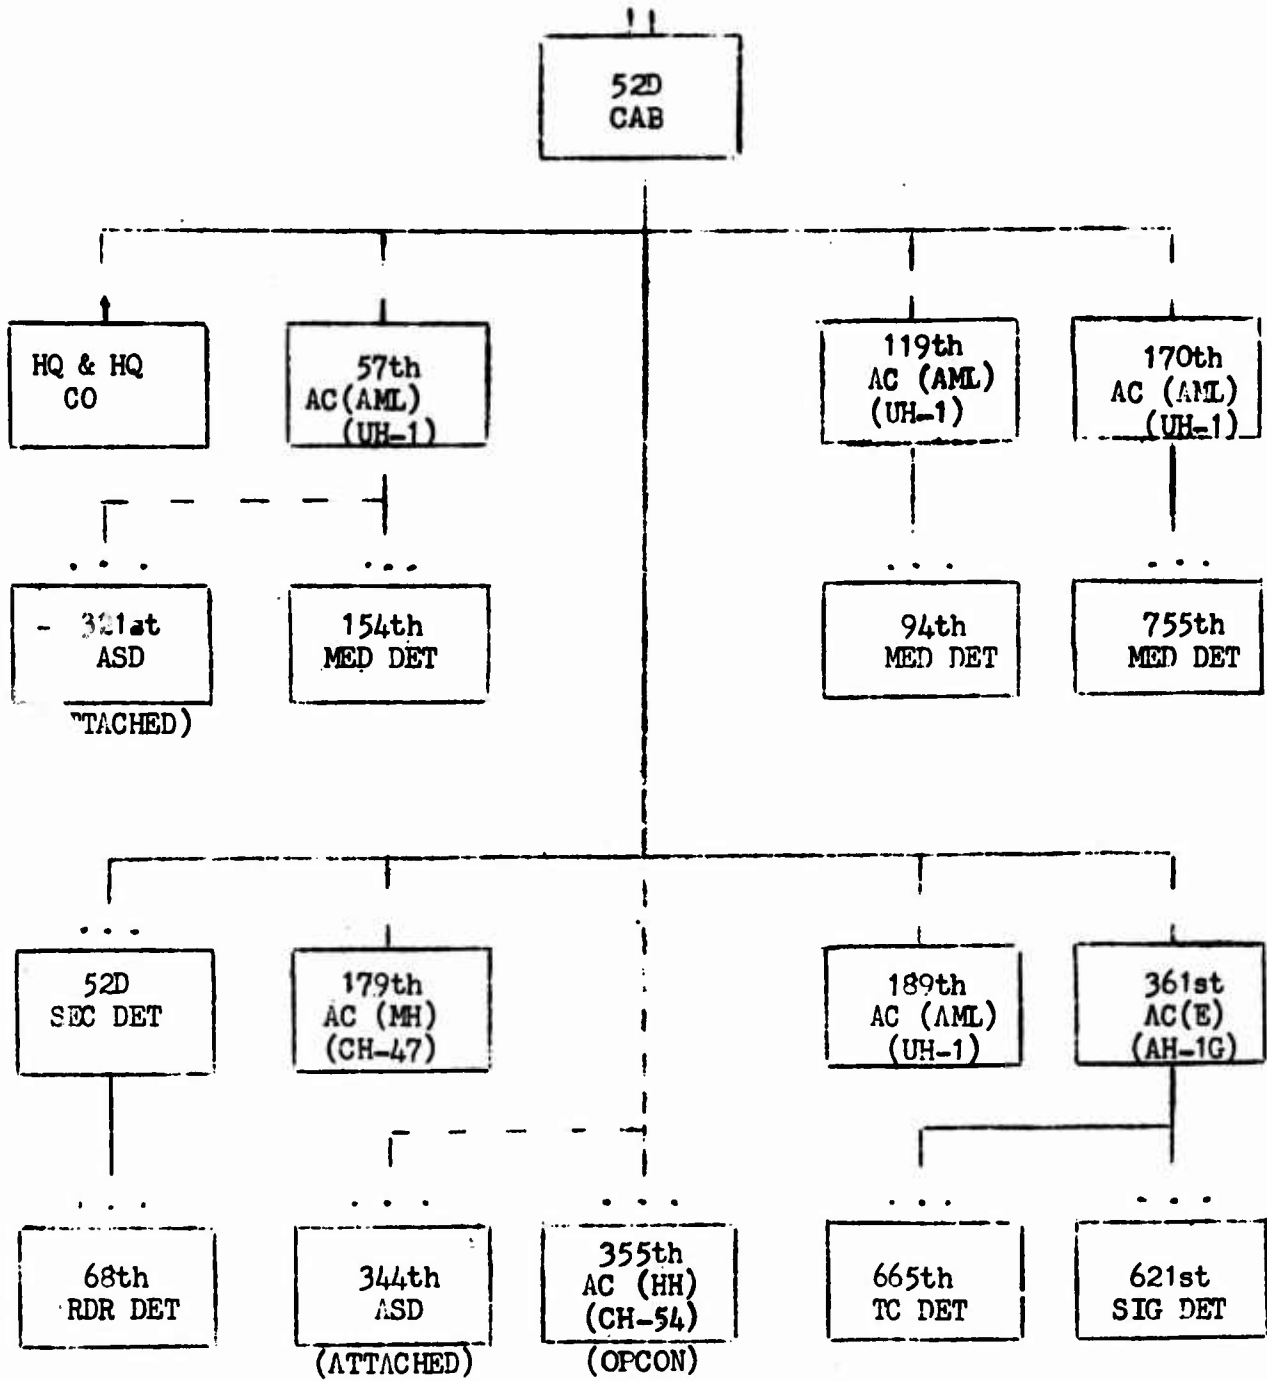 52D
CAB
HQ & HQ
CO
57th
AC(AML)
(UH-1)
119th
AC (AML)
(UH-1)
170th
AC (AML)
(UH-1)
321st
ASD
TACHED)
154th
MED DET
94th
MED DET
755th
MED DET
52D
SEC DET
179th
AC (MH)
(CH-47)
189th
AC (AML)
(UH-1)
361st
AC(E)
(AH-1G)
68th
RDR DET
344th
ASD
(ATTACHED)
355th
AC (HH)
(CH-54)
(OPCON)
665th
TC DET
621st
SIG DET